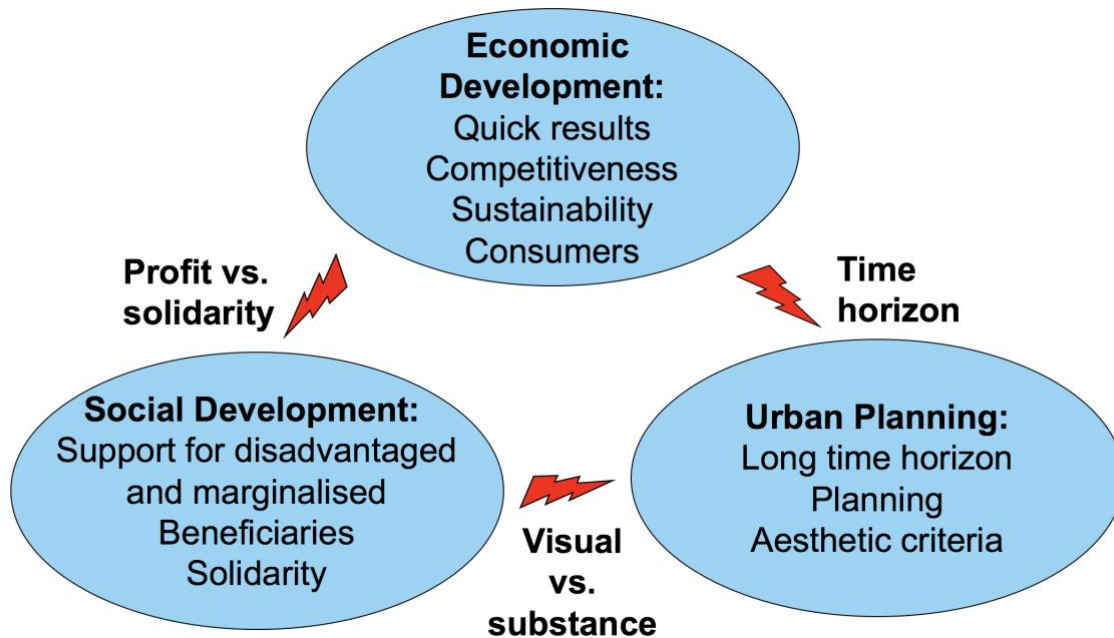 Economic
Development:
Quick results
Competitiveness
Sustainability
Consumers
Profit vs.
solidarity
Time
horizon
Social Development:
Support for disadvantaged
and marginalised
Beneficiaries
Solidarity
Urban Planning:
Long time horizon
Planning
Aesthetic criteria
Visual
vs.
substance